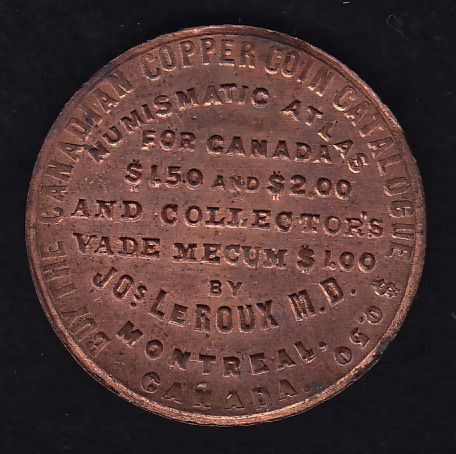 BUY THE CANADIAN COPPER COIN CATALOGUE $0.50
NUMISMATIC ATLAS
FOR CANADA
$1.50 AND $2.00
AND COLLECTOR'S
VADE MECUM $1.00
BY
JOS LEROUX M.D.
MONTREAL.
CANADA.